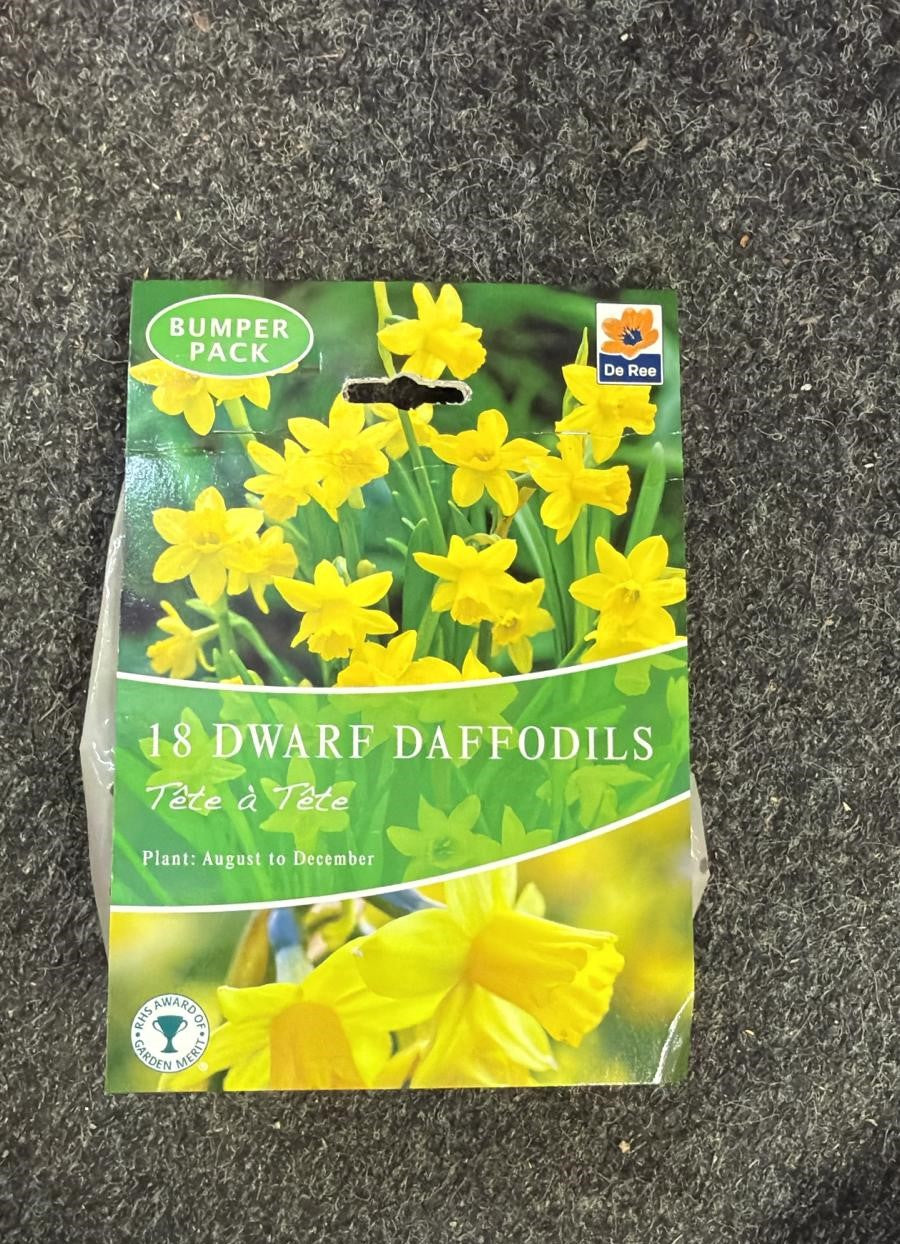 BUMPER
PACK
De Ree
18 DWARF DAFFODILS
Tête à Tête
Plant: August to December
RHS AWARD OF
GARDEN MERIT
®